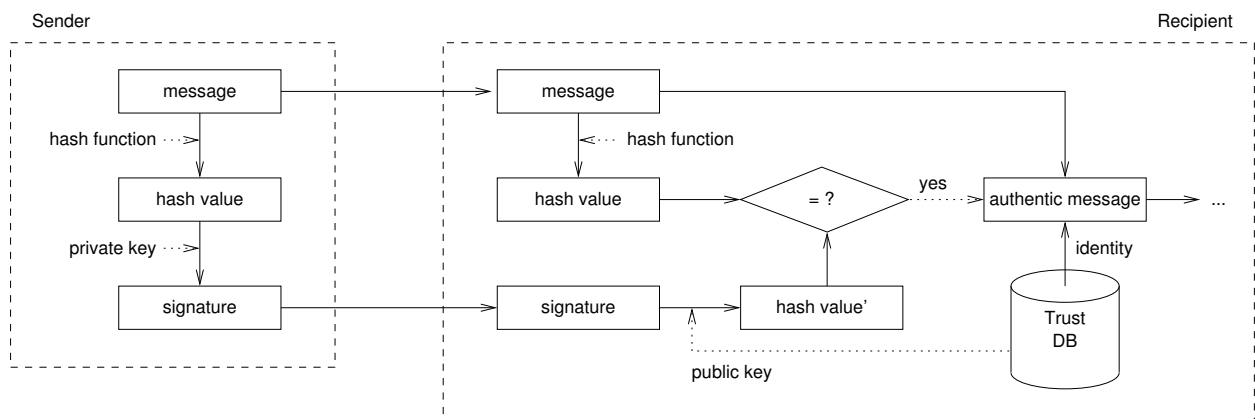 Sender
Recipient
message
message
hash function
hash function
hash value
hash value
= ?
yes
authentic message
...
private key
identity
signature
signature
hash value'
Trust
DB
public key